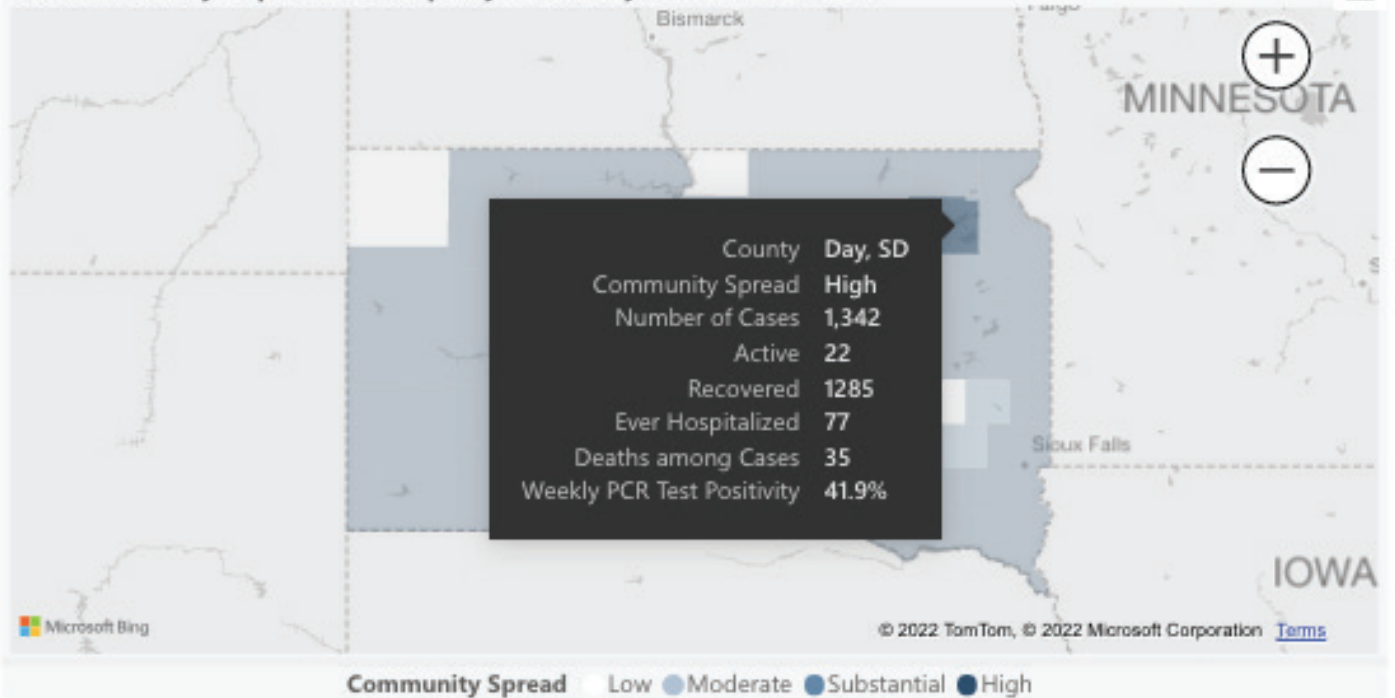 Bismarck
MINNESOTA
County Day, SD
Community Spread High
Number of Cases 1,342
Active 22
Recovered 1285
Ever Hospitalized 77
Deaths among Cases 35
Weekly PCR Test Positivity 41.9%
Sioux Falls
IOWA
Microsoft Bing
© 2022 TomTom, © 2022 Microsoft Corporation Terms
Community Spread Low Moderate Substantial High